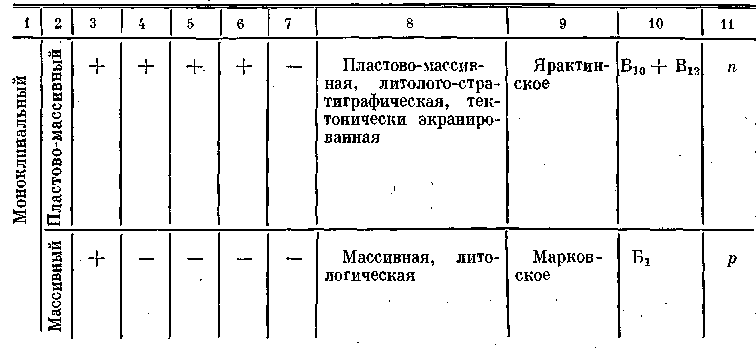 1 2 3 4 5 6 7 8 9 10 11
Моноклинальный
Пластово-массивный
+ + + + − Пластово-массив- Ярактин- В₁₀ + В₁₃ п
ная, литолого-стра- ское
тиграфическая, тек-
тонически экраниро-
ванная
Массивный
+ − − − − Массивная, лито- Марков- Б₁ р
логическая ское